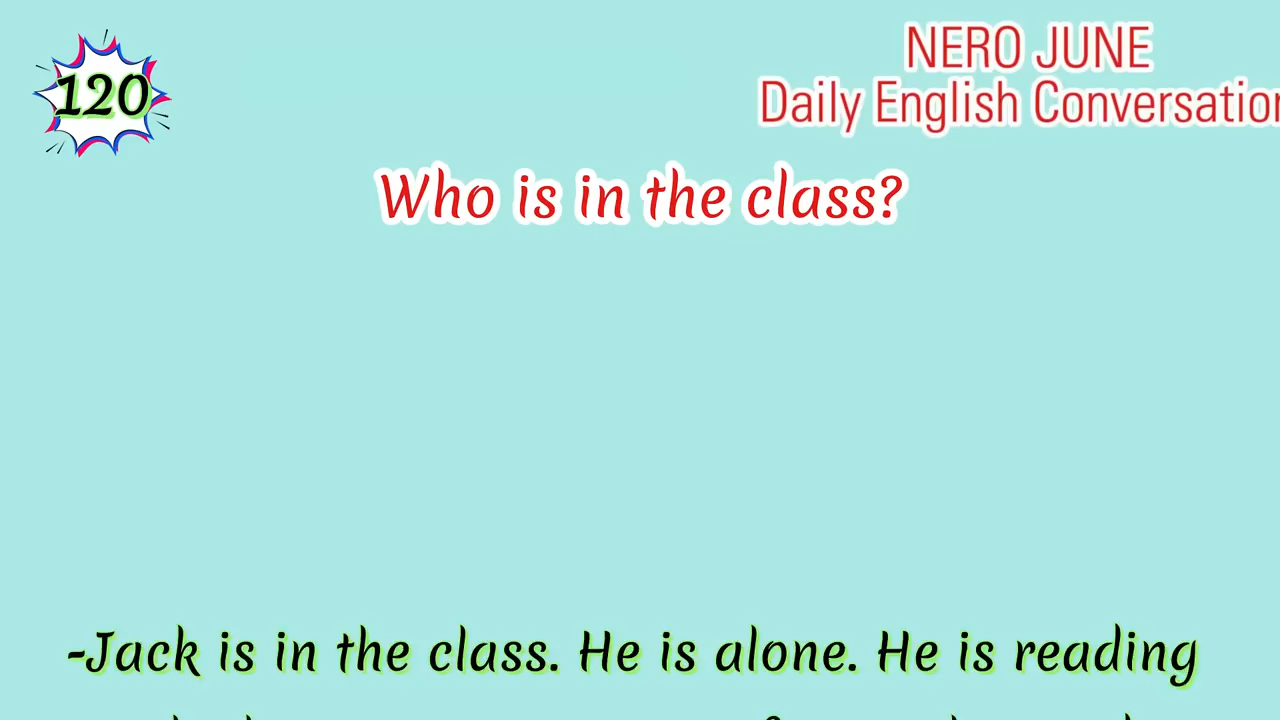 120
NERO JUNE
Daily English Conversation
Who is in the class?
-Jack is in the class. He is alone. He is reading